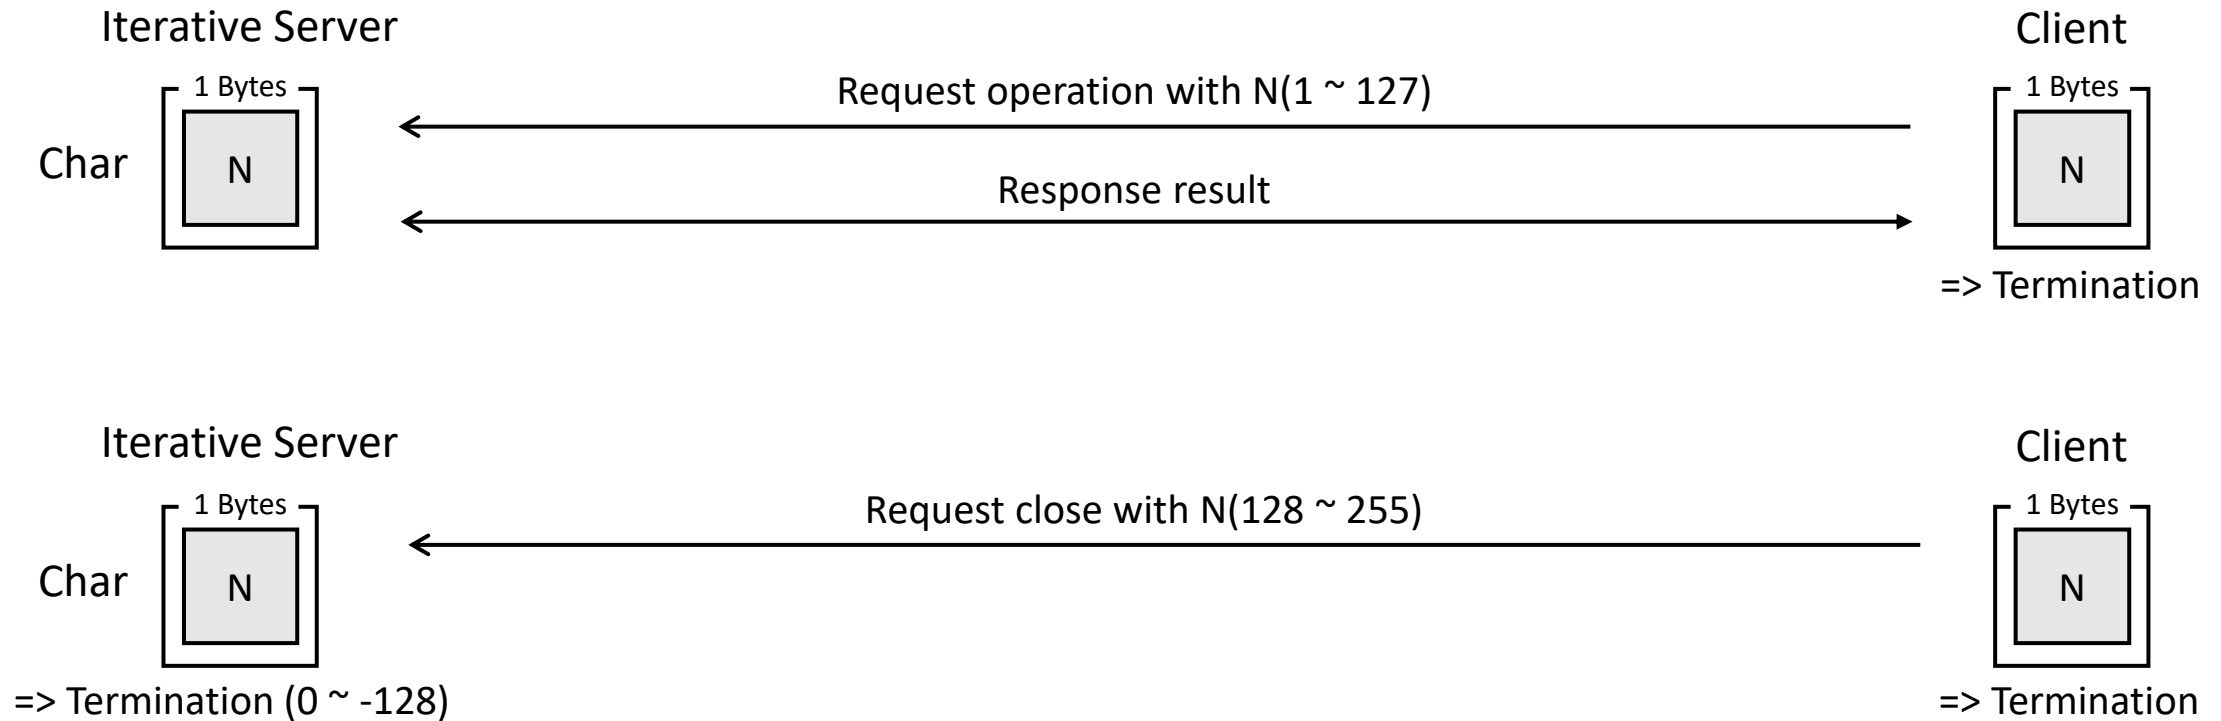 Iterative Server
Client
1 Bytes
Request operation with N(1 ~ 127)
1 Bytes
Char
N
Response result
N
=> Termination
Iterative Server
Client
1 Bytes
Request close with N(128 ~ 255)
1 Bytes
Char
N
N
=> Termination (0 ~ -128)
=> Termination